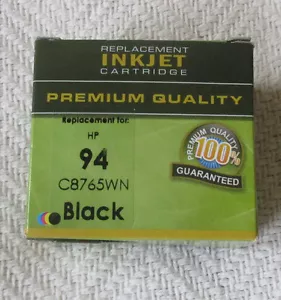 REPLACEMENT
INKJET
CARTRIDGE
PREMIUM QUALITY
Replacement for:
HP
94
C8765WN
Black
PREMIUM QUALITY
100%
GUARANTEED